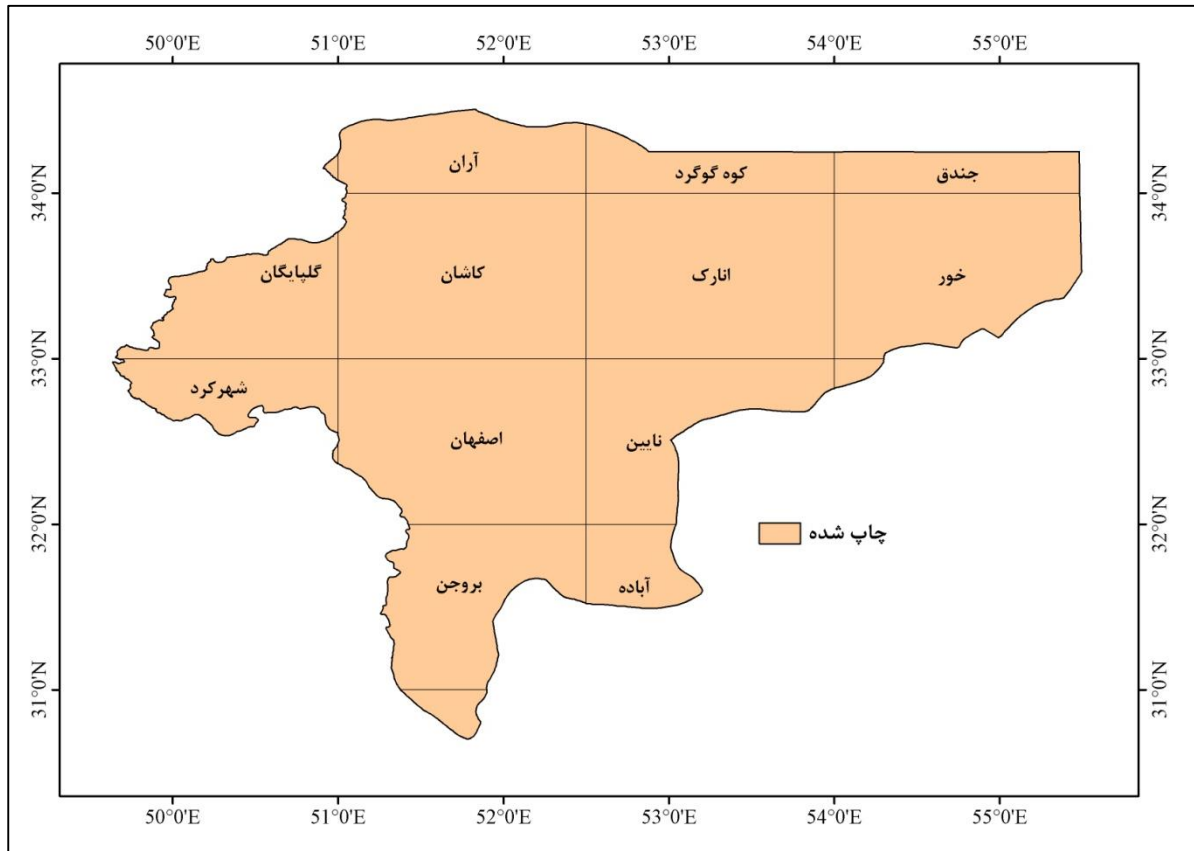 50°0'E 51°0'E 52°0'E 53°0'E 54°0'E 55°0'E
34°0'N 34°0'N
33°0'N 33°0'N
32°0'N 32°0'N
31°0'N 31°0'N
آران
کوه گوگرد
جندق
گلپایگان
کاشان
انارک
خور
شهرکرد
اصفهان
نایین
چاپ شده
بروجن
آباده
50°0'E 51°0'E 52°0'E 53°0'E 54°0'E 55°0'E